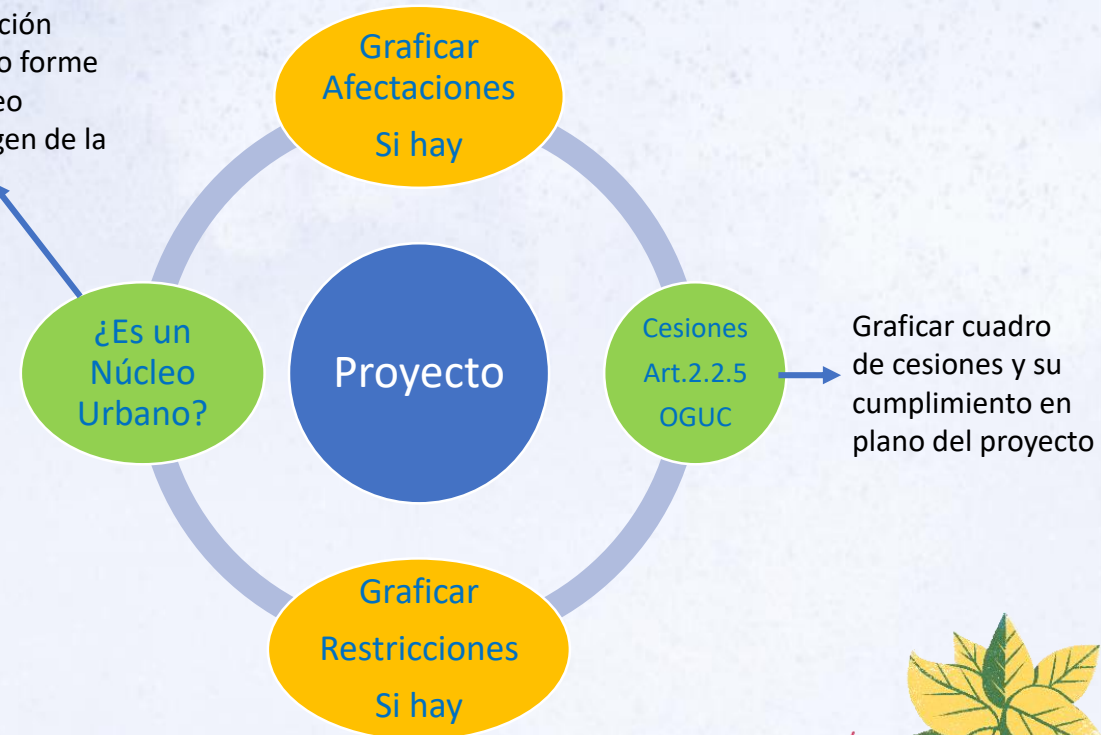 ción
o forme
eo
gen de la
Graficar
Afectaciones
Si hay
¿Es un
Núcleo
Urbano?
Proyecto
Cesiones
Art.2.2.5
OGUC
Graficar cuadro
de cesiones y su
cumplimiento en
plano del proyecto
Graficar
Restricciones
Si hay